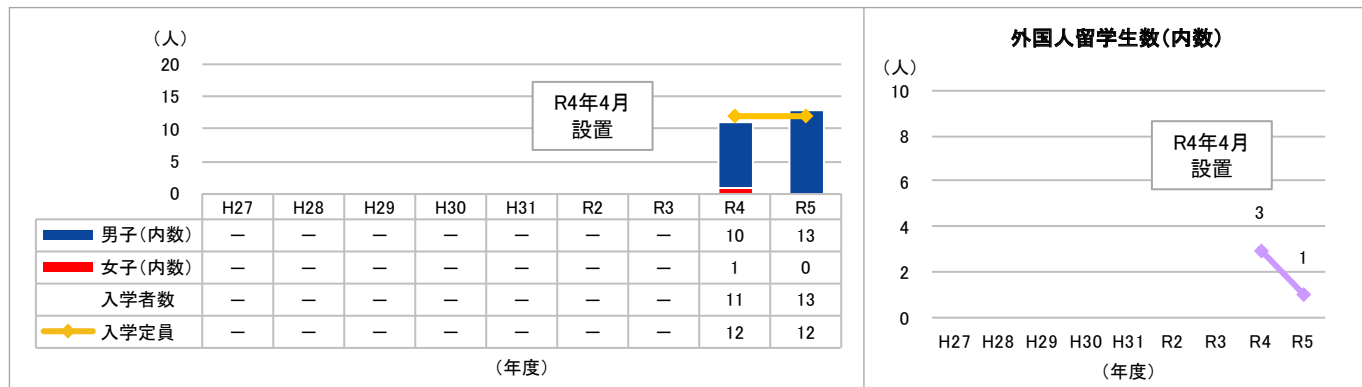 （人）
20
15
10
5
0
R4年4月
設置
H27 H28 H29 H30 H31 R2 R3 R4 R5
男子（内数） － － － － － － － 10 13
女子（内数） － － － － － － － 1 0
入学者数 － － － － － － － 11 13
入学定員 － － － － － － － 12 12
（年度）
外国人留学生数（内数）
（人）
10
8
6
4
2
0
R4年4月
設置
3
1
H27 H28 H29 H30 H31 R2 R3 R4 R5
（年度）